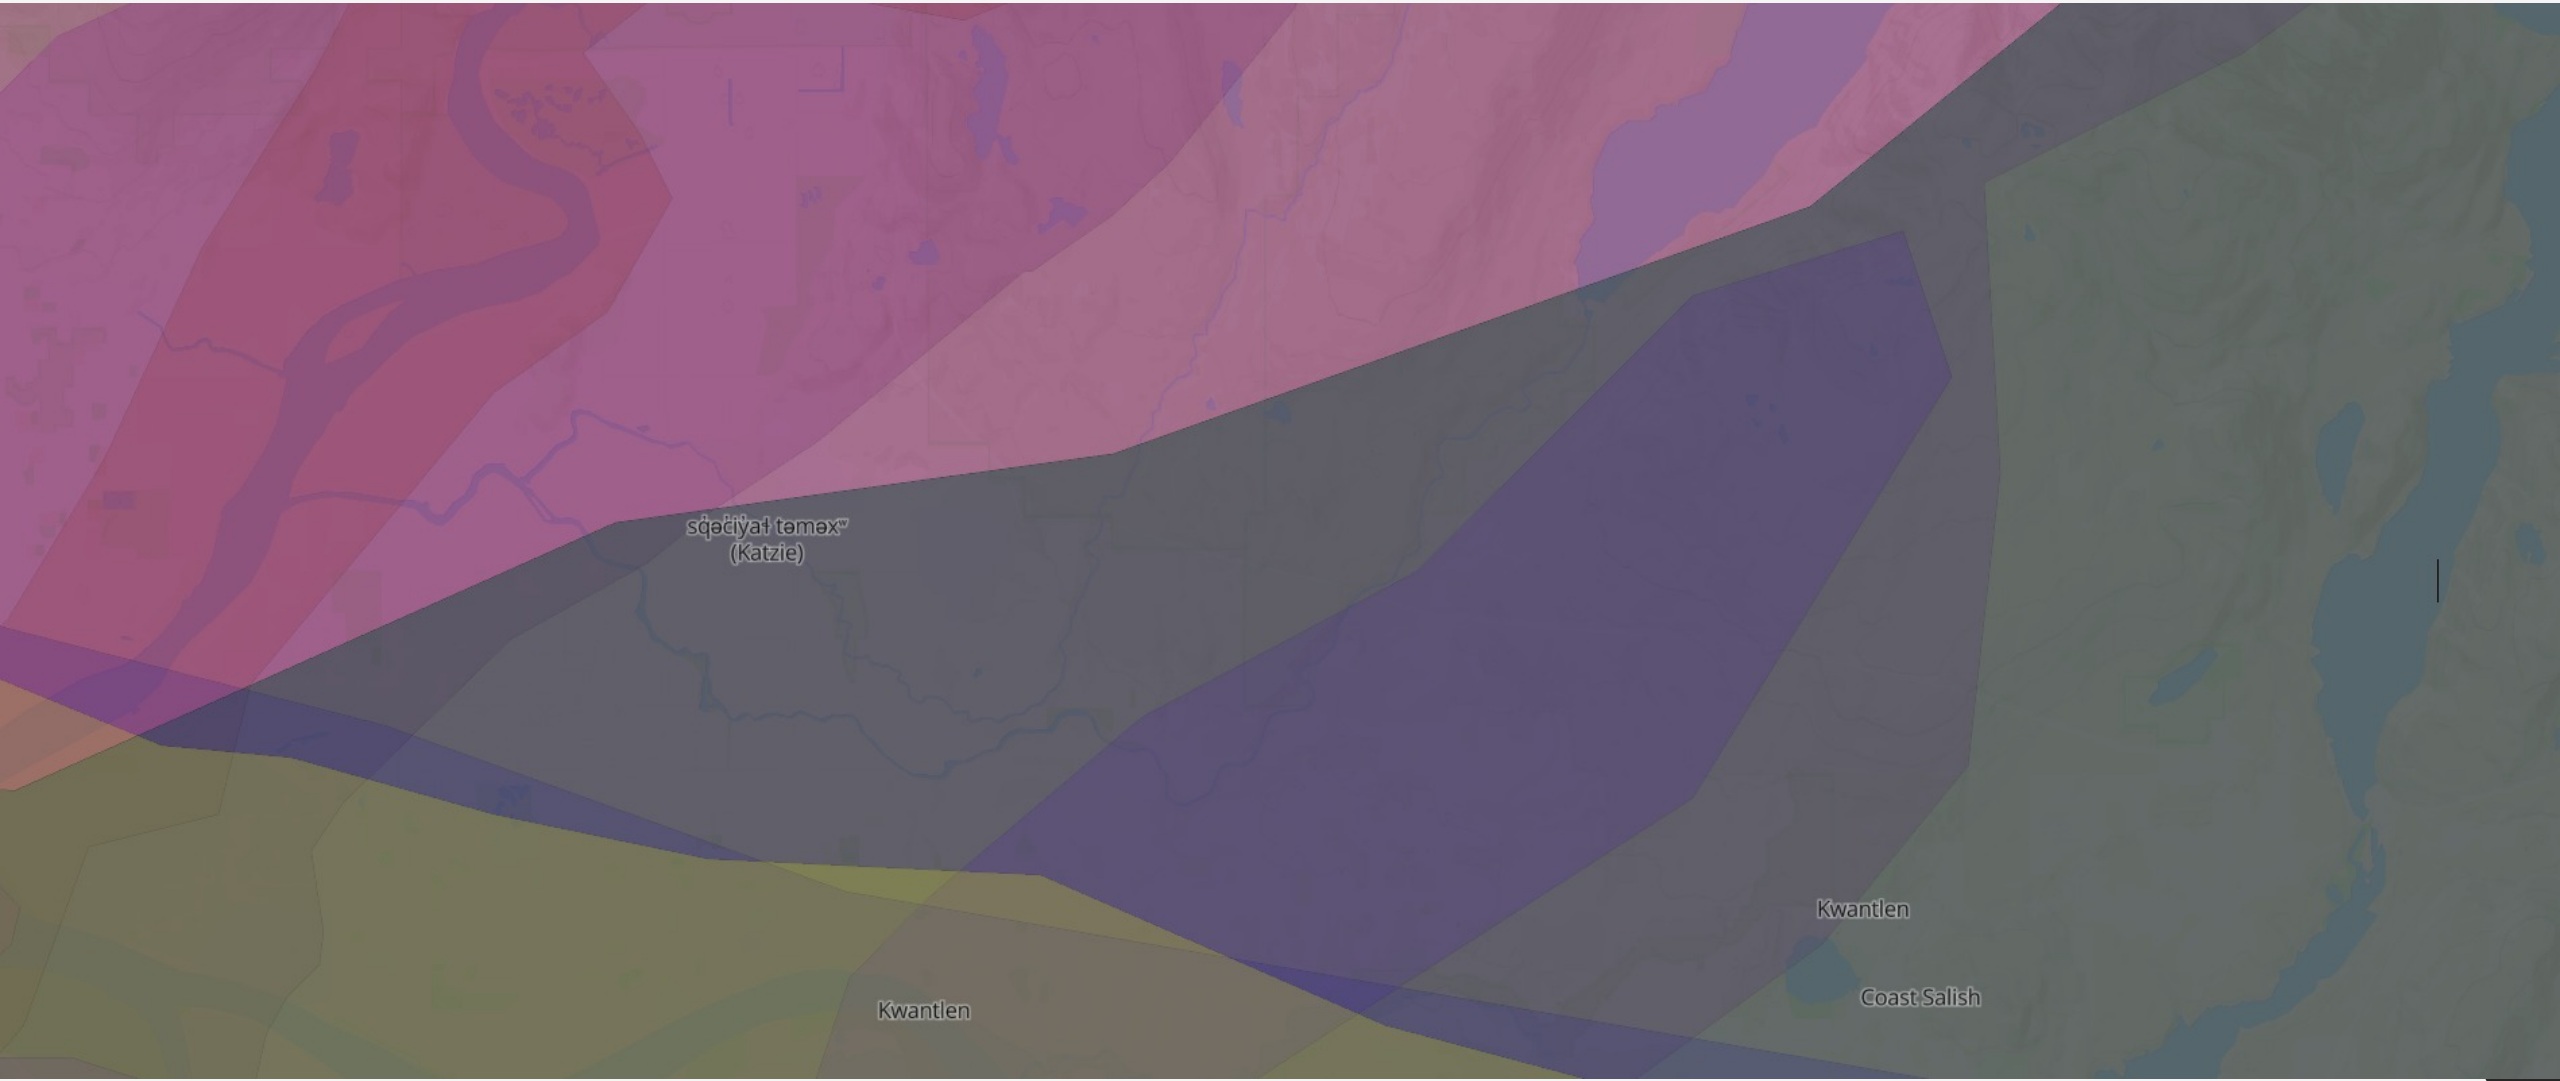 sq̓əc̓iy̓aɬ təməxʷ
(Katzie)
Kwantlen
Coast Salish
Kwantlen